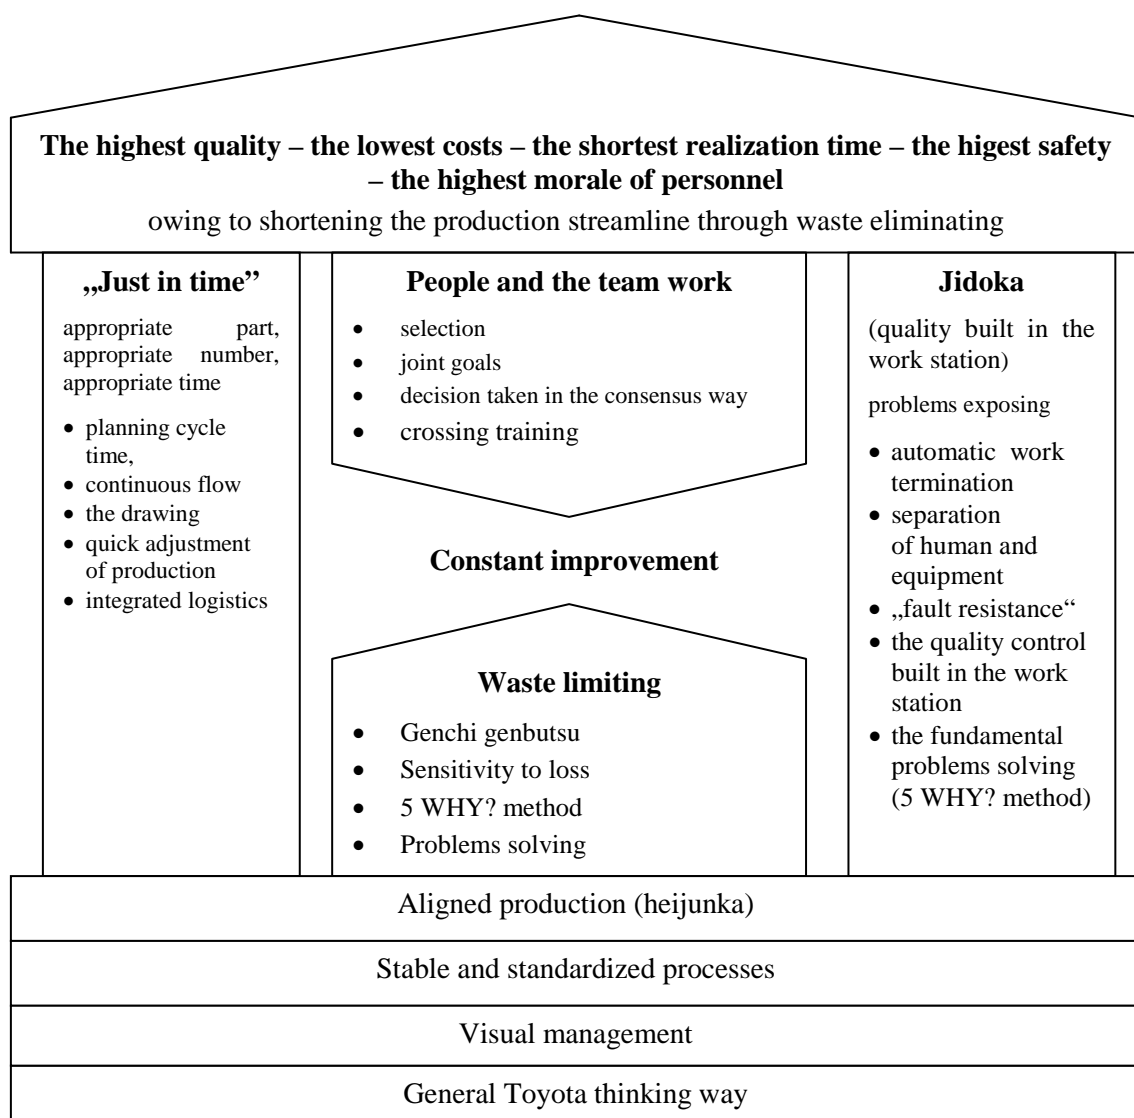 The highest quality – the lowest costs – the shortest realization time – the higest safety
– the highest morale of personnel
owing to shortening the production streamline through waste eliminating
„Just in time”
appropriate part,
appropriate number,
appropriate time
• planning cycle
time,
• continuous flow
• the drawing
• quick adjustment
of production
• integrated logistics
People and the team work
• selection
• joint goals
• decision taken in the consensus way
• crossing training
Constant improvement
Waste limiting
• Genchi genbutsu
• Sensitivity to loss
• 5 WHY? method
• Problems solving
Jidoka
(quality built in the
work station)
problems exposing
• automatic work
termination
• separation
of human and
equipment
• „fault resistance“
• the quality control
built in the work
station
• the fundamental
problems solving
(5 WHY? method)
Aligned production (heijunka)
Stable and standardized processes
Visual management
General Toyota thinking way